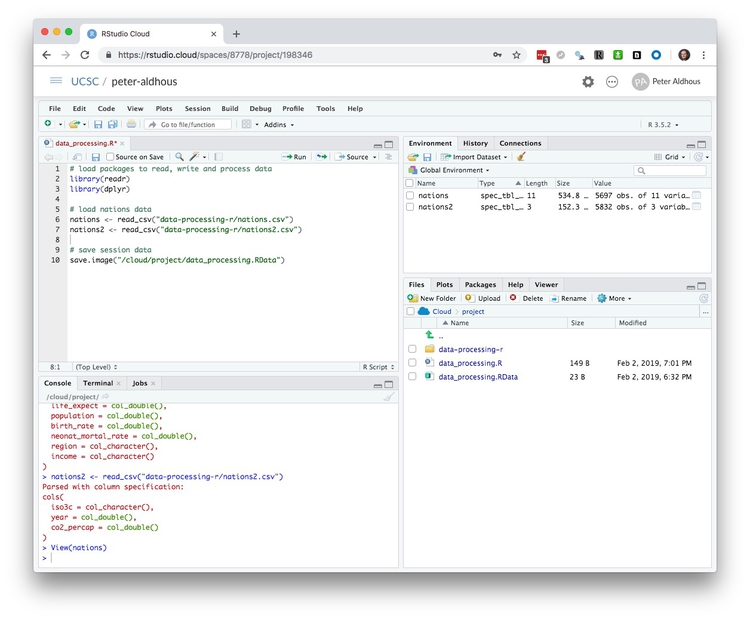 RStudio Cloud
https://rstudio.cloud/spaces/8778/project/198346
UCSC / peter-aldhous
PA Peter Aldhous
File Edit Code View Plots Session Build Debug Profile Tools Help
Go to file/function Addins R 3.5.2
data_processing.R*
Source on Save Run Source
1 # load packages to read, write and process data
2 library(readr)
3 library(dplyr)
4
5 # load nations data
6 nations <- read_csv("data-processing-r/nations.csv")
7 nations2 <- read_csv("data-processing-r/nations2.csv")
8
9 # save session data
10 save.image("/cloud/project/data_processing.RData")
8:1 (Top Level) R Script
Console Terminal Jobs
/cloud/project/
life_expect = col_double(),
population = col_double(),
birth_rate = col_double(),
neonat_mortal_rate = col_double(),
region = col_character(),
income = col_character()
)
> nations2 <- read_csv("data-processing-r/nations2.csv")
Parsed with column specification:
cols(
iso3c = col_character(),
year = col_double(),
co2_percap = col_double()
)
> View(nations)
>
Environment History Connections
Import Dataset Grid
Global Environment
Name Type Length Size Value
nations spec_tbl_… 11 534.8 … 5697 obs. of 11 varia…
nations2 spec_tbl_… 3 152.3 … 5832 obs. of 3 variab…
Files Plots Packages Help Viewer
New Folder Upload Delete Rename More
Cloud > project ...
Name Size Modified
..
data-processing-r
data_processing.R 149 B Feb 2, 2019, 7:01 PM
data_processing.RData 23 B Feb 2, 2019, 6:32 PM